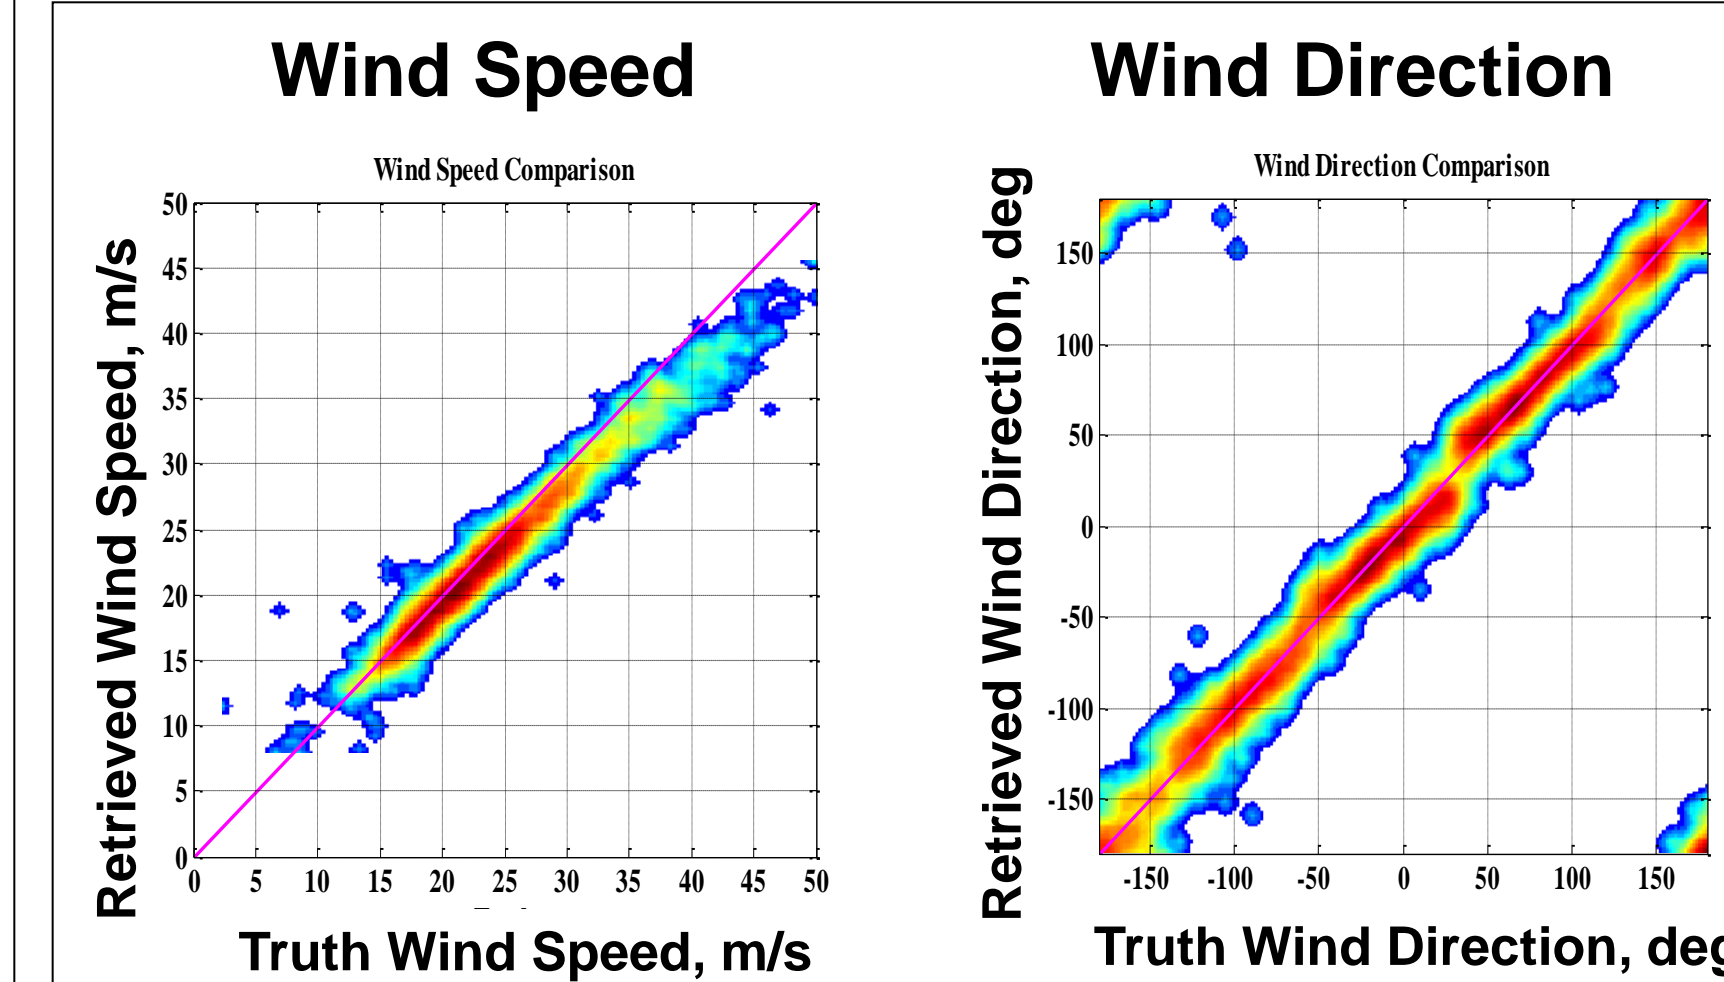 Wind Speed
Wind Direction
Wind Speed Comparison
Retrieved Wind Speed, m/s
50
45
40
35
30
25
20
15
10
5
0
0 5 10 15 20 25 30 35 40 45 50
Truth Wind Speed, m/s
Wind Direction Comparison
Retrieved Wind Direction, deg
150
100
50
0
-50
-100
-150
-150 -100 -50 0 50 100 150
Truth Wind Direction, deg